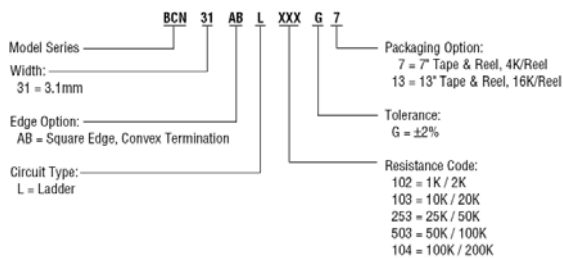 BCN 31 AB L XXX G 7
Model Series
Width:
31 = 3.1mm
Edge Option:
AB = Square Edge, Convex Termination
Circuit Type:
L = Ladder
Packaging Option:
7 = 7" Tape & Reel, 4K/Reel
13 = 13" Tape & Reel, 16K/Reel
Tolerance:
G = ±2%
Resistance Code:
102 = 1K / 2K
103 = 10K / 20K
253 = 25K / 50K
503 = 50K / 100K
104 = 100K / 200K